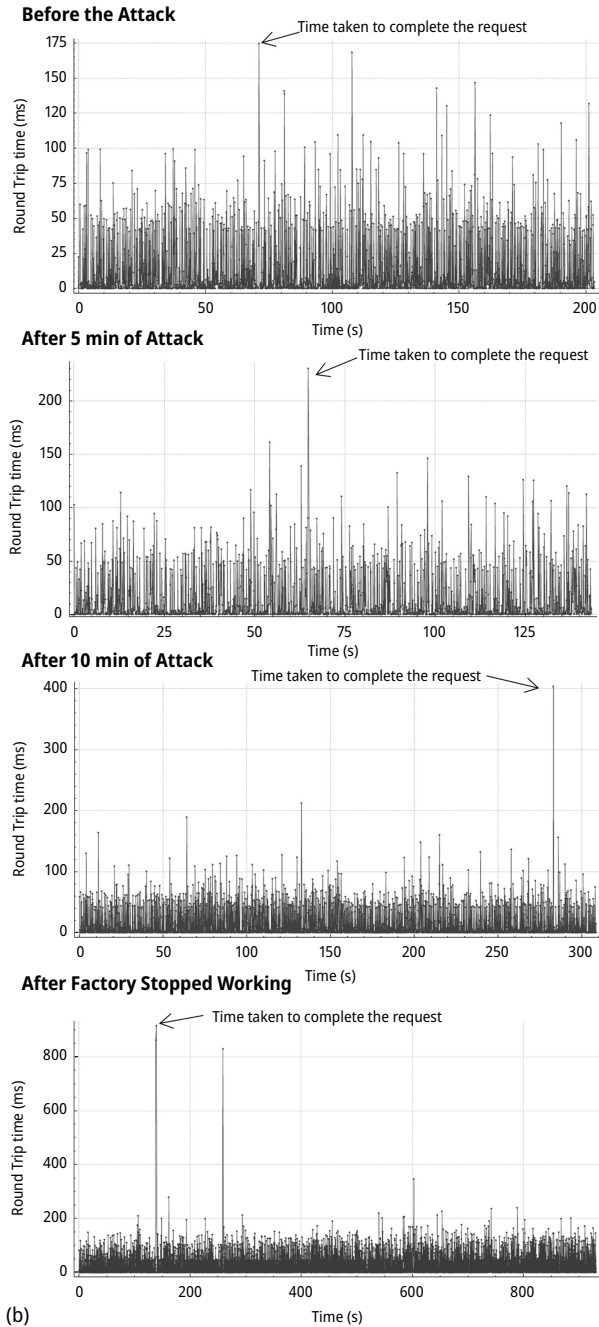 Before the Attack
Time taken to complete the request
Round Trip time (ms)
175
150
120
100
75
50
25
0
0 50 100 150 200
Time (s)
After 5 min of Attack
Time taken to complete the request
Round Trip time (ms)
200
150
100
50
0
0 25 50 75 100 125
Time (s)
After 10 min of Attack
Time taken to complete the request
Round Trip time (ms)
400
300
200
100
0
0 50 100 150 200 250 300
Time (s)
After Factory Stopped Working
Time taken to complete the request
Round Trip time (ms)
800
600
400
200
0
0 200 400 600 800
Time (s)
(b)